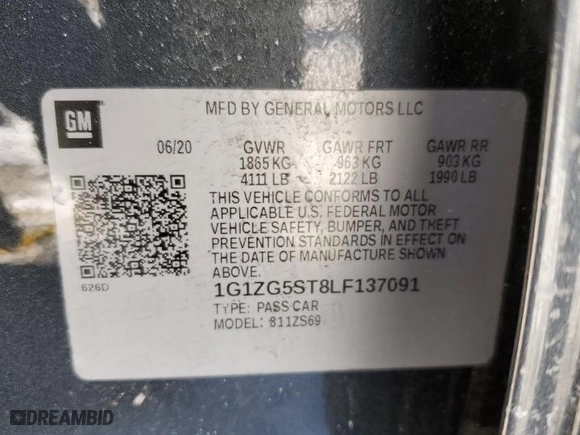 GM
MFD BY GENERAL MOTORS LLC
06/20 GVWR GAWR FRT GAWR RR
1865 KG 963 KG 903 KG
4111 LB 2122 LB 1990 LB
THIS VEHICLE CONFORMS TO ALL
APPLICABLE U.S. FEDERAL MOTOR
VEHICLE SAFETY, BUMPER, AND THEFT
PREVENTION STANDARDS IN EFFECT ON
THE DATE OF MANUFACTURE SHOWN
ABOVE.
626D
1G1ZG5ST8LF137091
TYPE: PASS CAR
MODEL: 811ZS69
DREAMBID